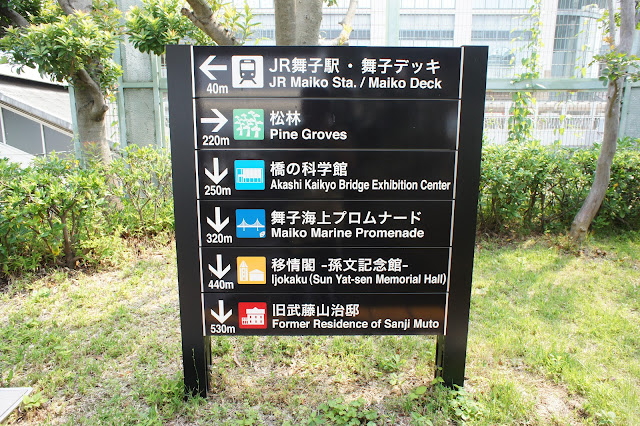 JR舞子駅・舞子デッキ
JR Maiko Sta. / Maiko Deck
40m
松林
Pine Groves
220m
橋の科学館
Akashi Kaikyo Bridge Exhibition Center
250m
舞子海上プロムナード
Maiko Marine Promenade
320m
移情閣 -孫文記念館-
Ijokaku (Sun Yat-sen Memorial Hall)
440m
旧武藤山治邸
Former Residence of Sanji Muto
530m